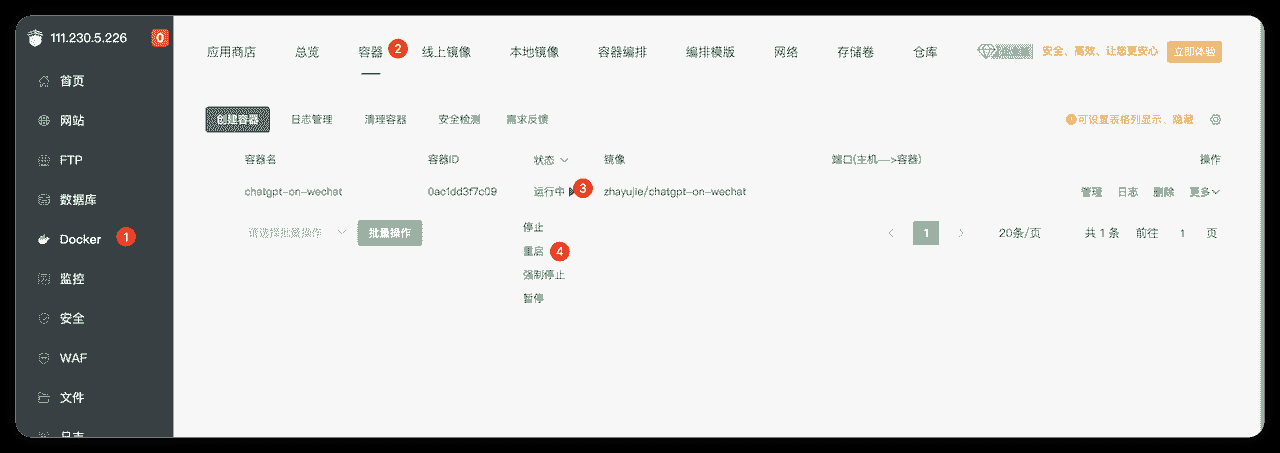 111.230.5.226 0
首页
网站
FTP
数据库
Docker 1
监控
安全
WAF
文件
日志
应用商店 总览 容器 2 线上镜像 本地镜像 容器编排 编排模版 网络 存储卷 仓库 安全、高效、让您更安心 立即体验
创建容器 日志管理 清理容器 安全检测 需求反馈 可设置表格列显示、隐藏
容器名 容器ID 状态 镜像 端口(主机-->容器) 操作
chatgpt-on-wechat 0ac1dd3f7c09 运行中 3 zhayujie/chatgpt-on-wechat 管理 日志 删除 更多
请选择批量操作 批量操作 1 20条/页 共 1 条 前往 1 页
停止
重启 4
强制停止
暂停